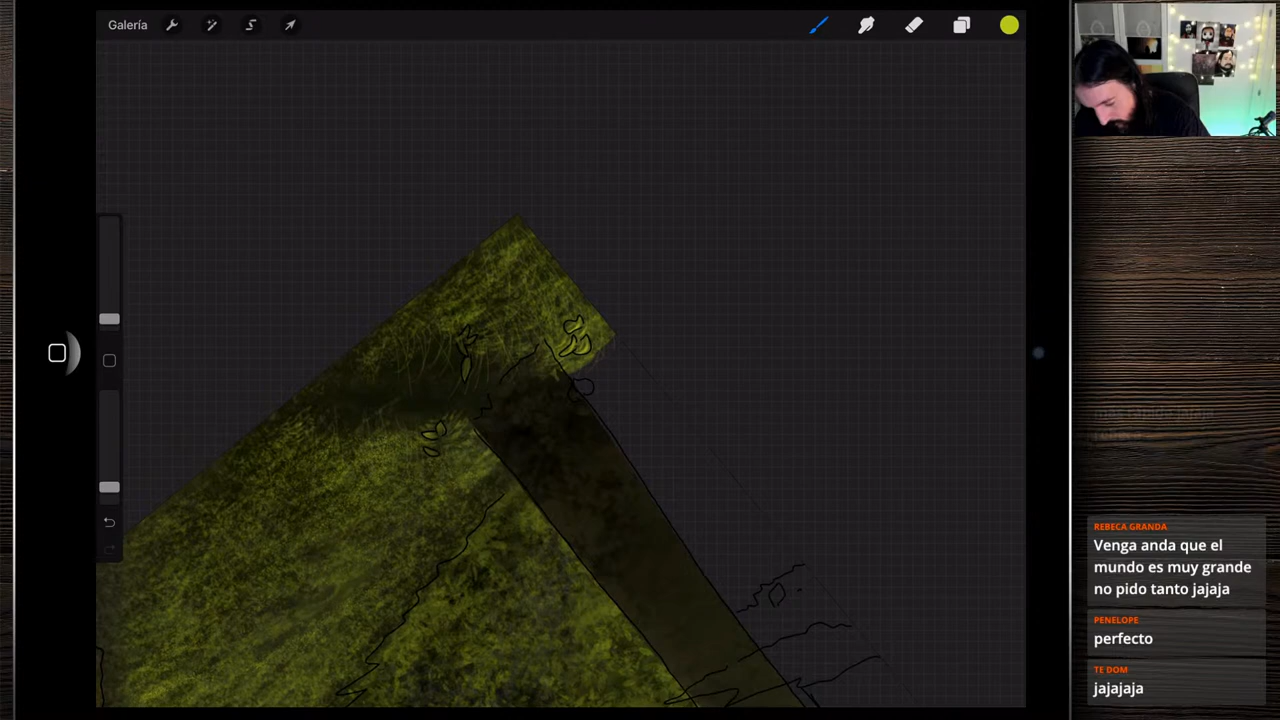 Galería
REBECA GRANDA
Venga anda que el
mundo es muy grande
no pido tanto jajaja
PENELOPE
perfecto
TE DOM
jajajaja